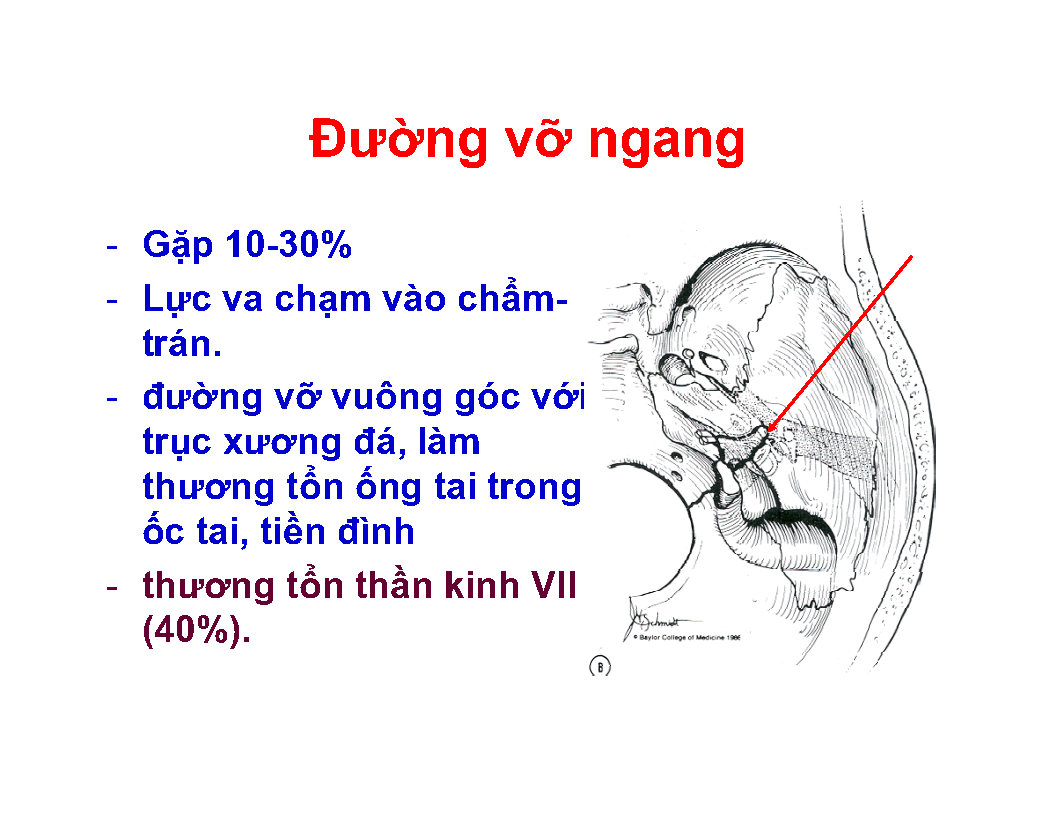 Đường vỡ ngang
- Gặp 10-30%
- Lực va chạm vào chẩm-
trán.
- đường vỡ vuông góc với
trục xương đá, làm
thương tổn ống tai trong
ốc tai, tiền đình
- thương tổn thần kinh VII
(40%).
Schmidt
© Baylor College of Medicine 1986
B